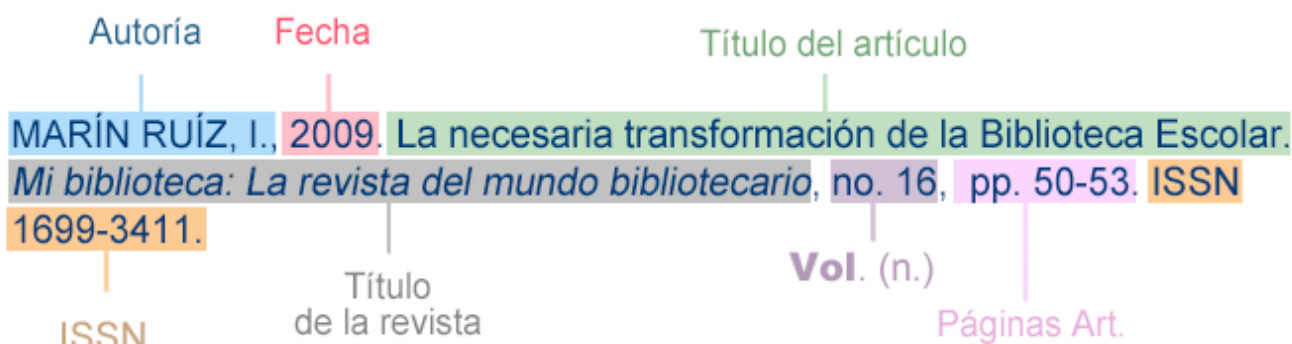 Autoría Fecha Título del artículo
MARÍN RUÍZ, I., 2009. La necesaria transformación de la Biblioteca Escolar.
Mi biblioteca: La revista del mundo bibliotecario, no. 16, pp. 50-53. ISSN
1699-3411.
Vol. (n.)
Título
de la revista
Páginas Art.
ISSN